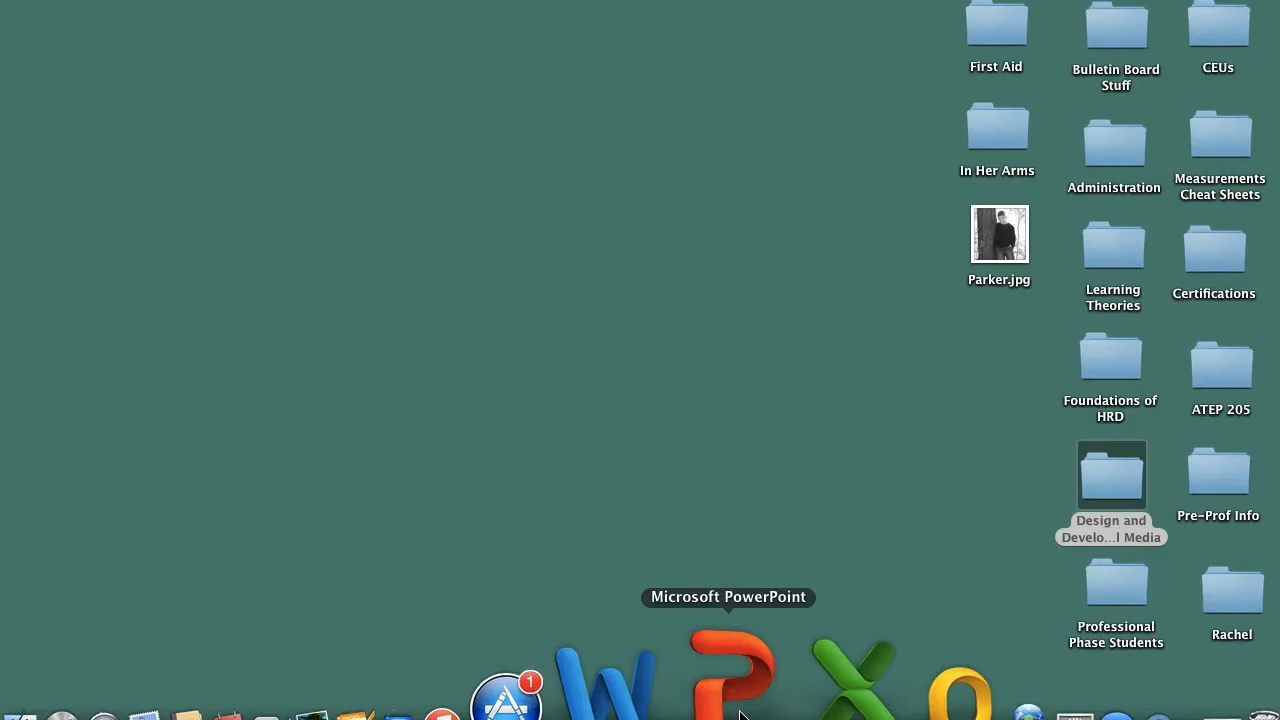 First Aid
Bulletin Board
Stuff
CEUs
In Her Arms
Administration
Measurements
Cheat Sheets
Parker.jpg
Learning
Theories
Certifications
Foundations of
HRD
ATEP 205
Design and
Develo...l Media
Pre-Prof Info
Microsoft PowerPoint
Professional
Phase Students
Rachel
1